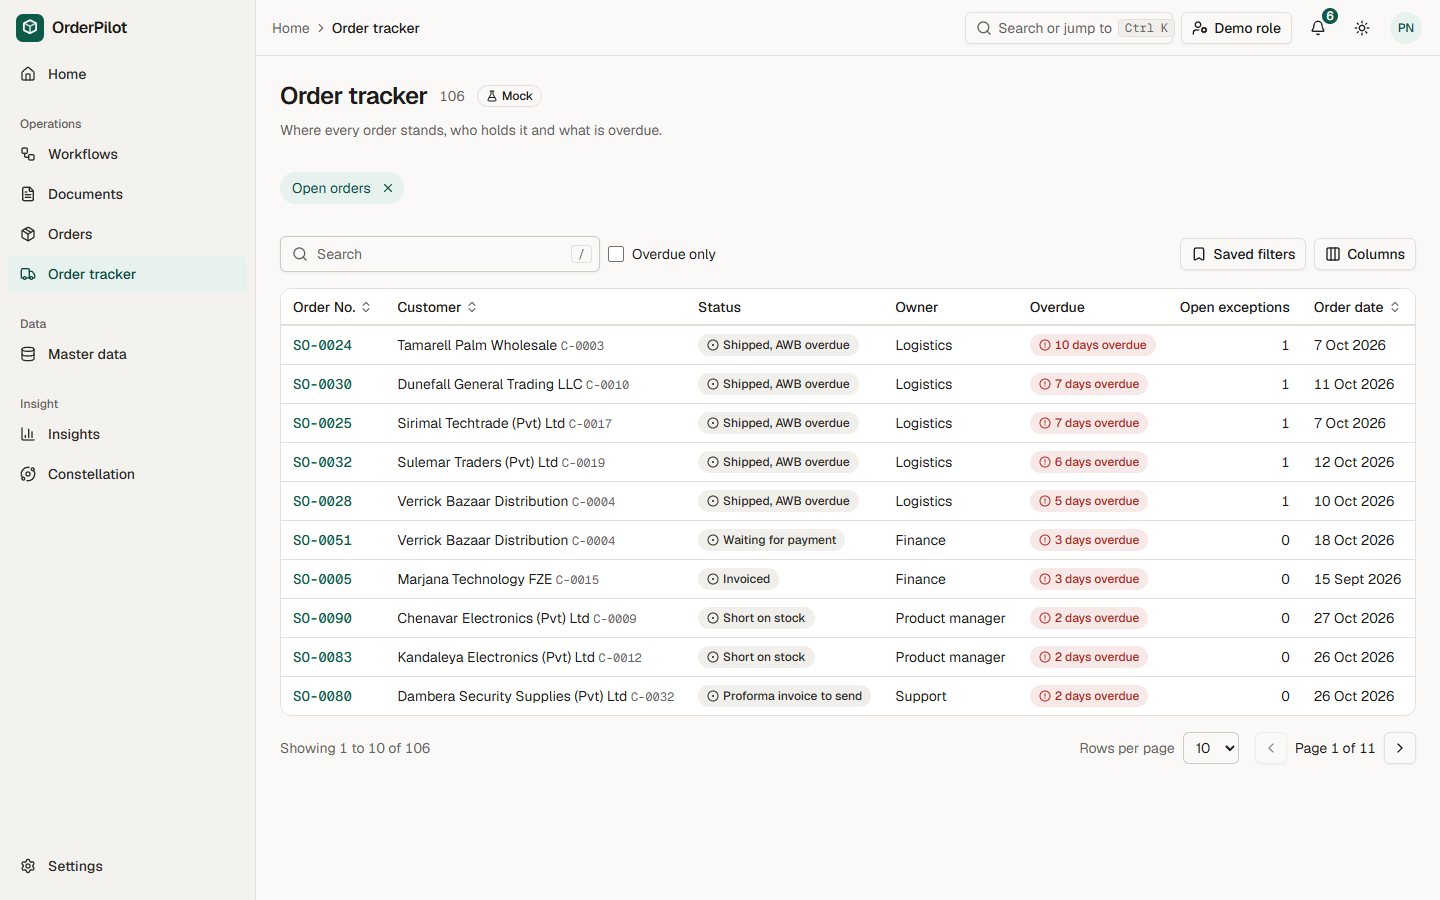 OrderPilot
Home
Operations
Workflows
Documents
Orders
Order tracker
Data
Master data
Insight
Insights
Constellation
Settings
Home > Order tracker
Search or jump to Ctrl K
Demo role
6
PN
Order tracker 106 Mock
Where every order stands, who holds it and what is overdue.
Open orders
Search /
Overdue only
Saved filters
Columns
Order No. Customer Status Owner Overdue Open exceptions Order date
SO-0024 Tamarell Palm Wholesale C-0003 Shipped, AWB overdue Logistics 10 days overdue 1 7 Oct 2026
SO-0030 Dunefall General Trading LLC C-0010 Shipped, AWB overdue Logistics 7 days overdue 1 11 Oct 2026
SO-0025 Sirimal Techtrade (Pvt) Ltd C-0017 Shipped, AWB overdue Logistics 7 days overdue 1 7 Oct 2026
SO-0032 Sulemar Traders (Pvt) Ltd C-0019 Shipped, AWB overdue Logistics 6 days overdue 1 12 Oct 2026
SO-0028 Verrick Bazaar Distribution C-0004 Shipped, AWB overdue Logistics 5 days overdue 1 10 Oct 2026
SO-0051 Verrick Bazaar Distribution C-0004 Waiting for payment Finance 3 days overdue 0 18 Oct 2026
SO-0005 Marjana Technology FZE C-0015 Invoiced Finance 3 days overdue 0 15 Sept 2026
SO-0090 Chenavar Electronics (Pvt) Ltd C-0009 Short on stock Product manager 2 days overdue 0 27 Oct 2026
SO-0083 Kandaleya Electronics (Pvt) Ltd C-0012 Short on stock Product manager 2 days overdue 0 26 Oct 2026
SO-0080 Dambera Security Supplies (Pvt) Ltd C-0032 Proforma invoice to send Support 2 days overdue 0 26 Oct 2026
Showing 1 to 10 of 106
Rows per page 10
Page 1 of 11